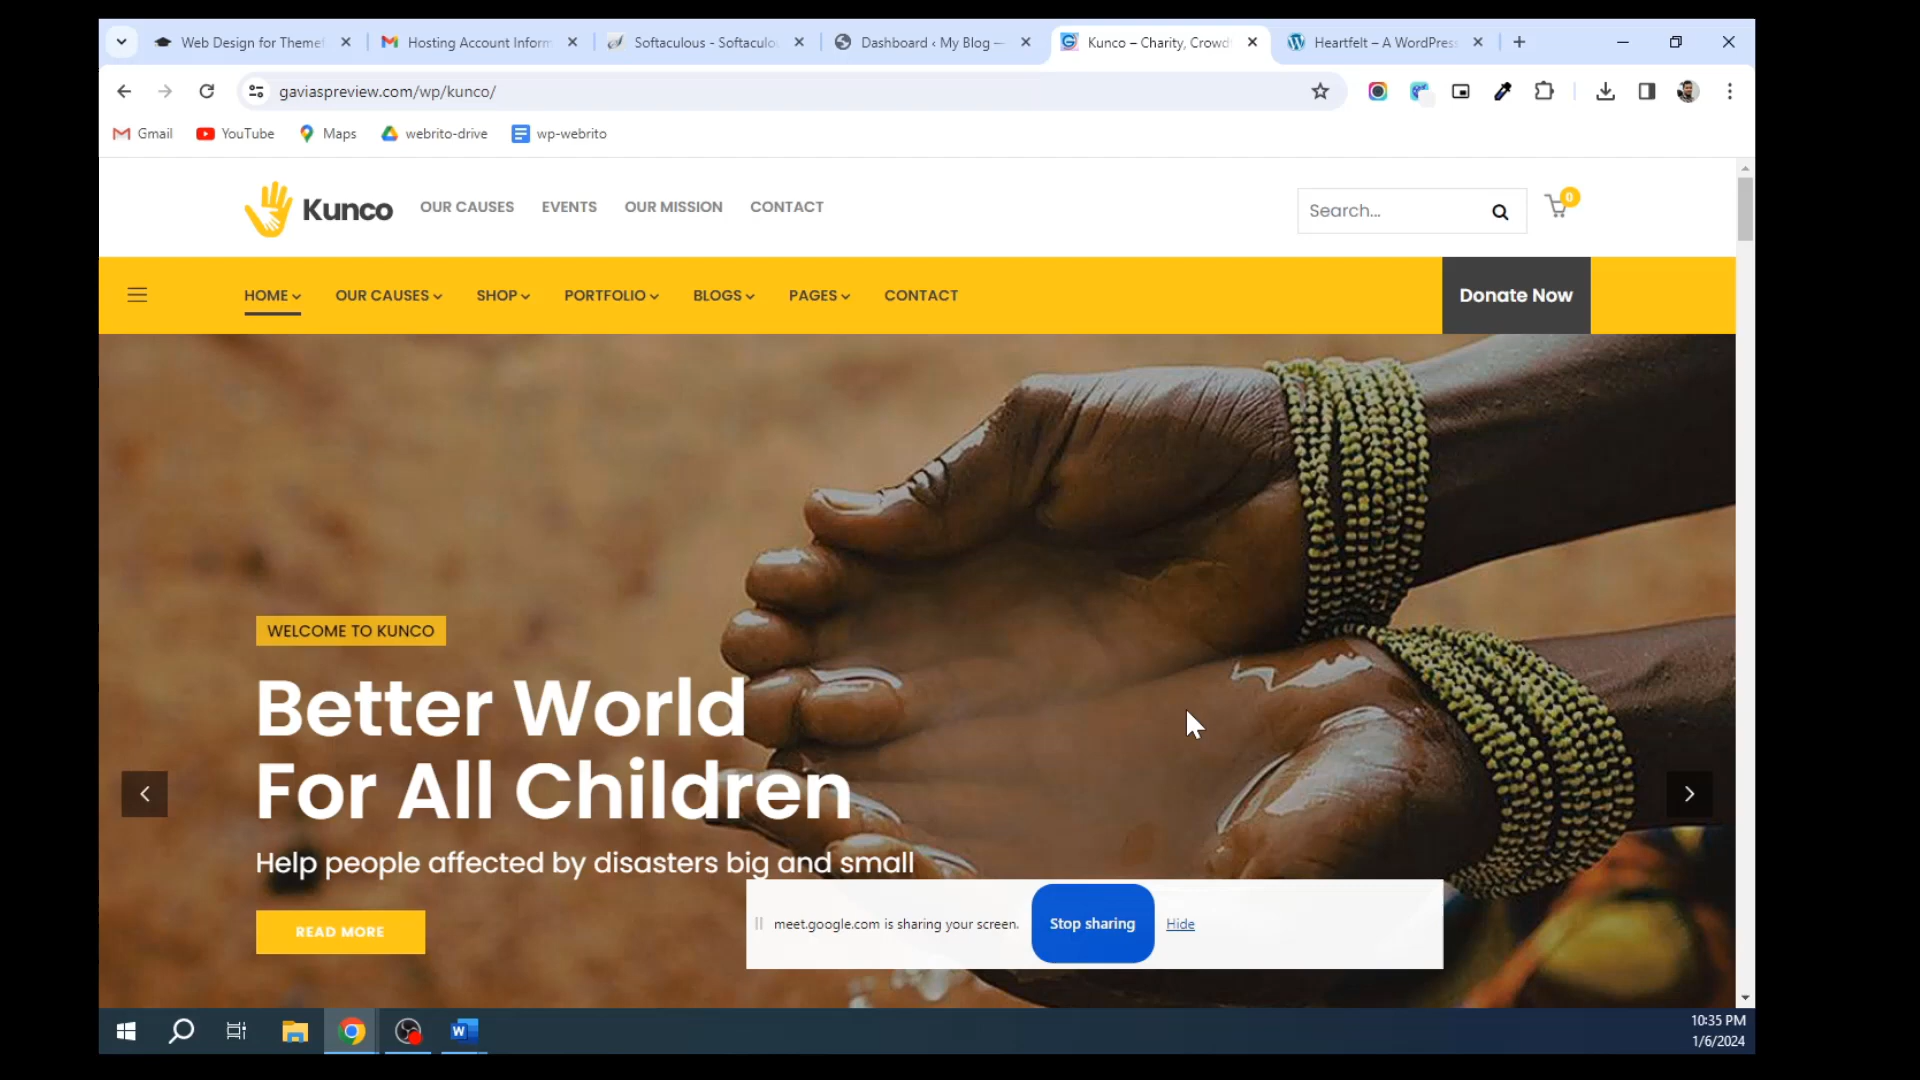 Web Design for Themef
Hosting Account Inform
Softaculous - Softaculo
Dashboard ‹ My Blog —
Kunco – Charity, Crowd
Heartfelt – A WordPress
gaviaspreview.com/wp/kunco/
Gmail
YouTube
Maps
webrito-drive
wp-webrito
Kunco
OUR CAUSES
EVENTS
OUR MISSION
CONTACT
Search...
0
HOME
OUR CAUSES
SHOP
PORTFOLIO
BLOGS
PAGES
CONTACT
Donate Now
WELCOME TO KUNCO
Better World
For All Children
Help people affected by disasters big and small
READ MORE
meet.google.com is sharing your screen.
Stop sharing
Hide
10:35 PM
1/6/2024